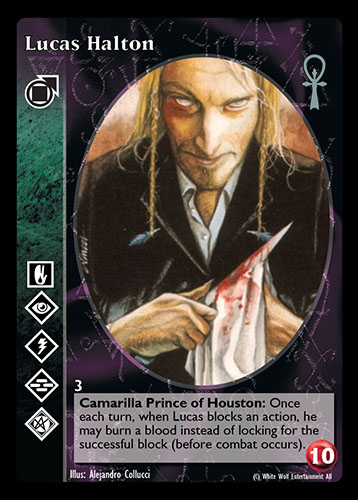 Lucas Halton
3
Camarilla Prince of Houston: Once
each turn, when Lucas blocks an action, he
may burn a blood instead of locking for the
successful block (before combat occurs).
10
Illus: Alejandro Collucci
(C) White Wolf Entertainment AB